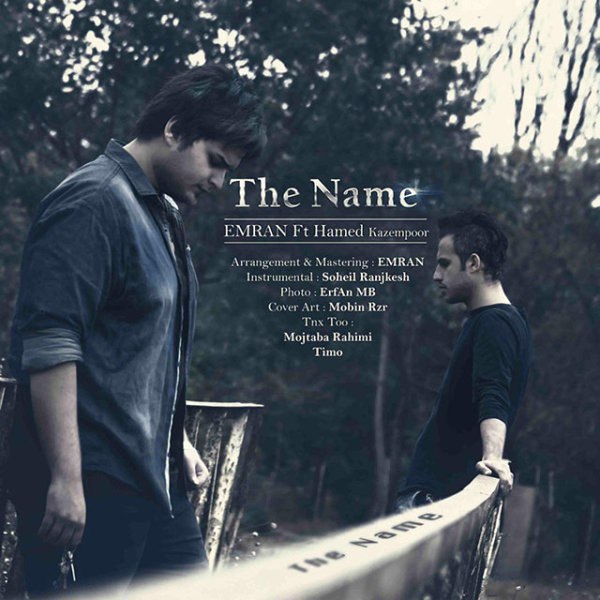 The Name
EMRAN Ft Hamed Kazempoor
Arrangement & Mastering : EMRAN
Instrumental : Soheil Ranjkesh
Photo : ErfAn MB
Cover Art : Mobin Rzr
Tnx Too :
Mojtaba Rahimi
Timo
The Name